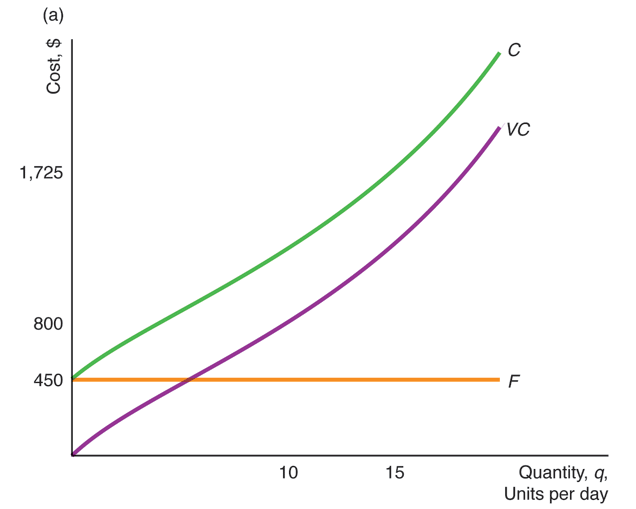 (a)
Cost, $
C
VC
1,725
800
450
F
10
15
Quantity, q,
Units per day